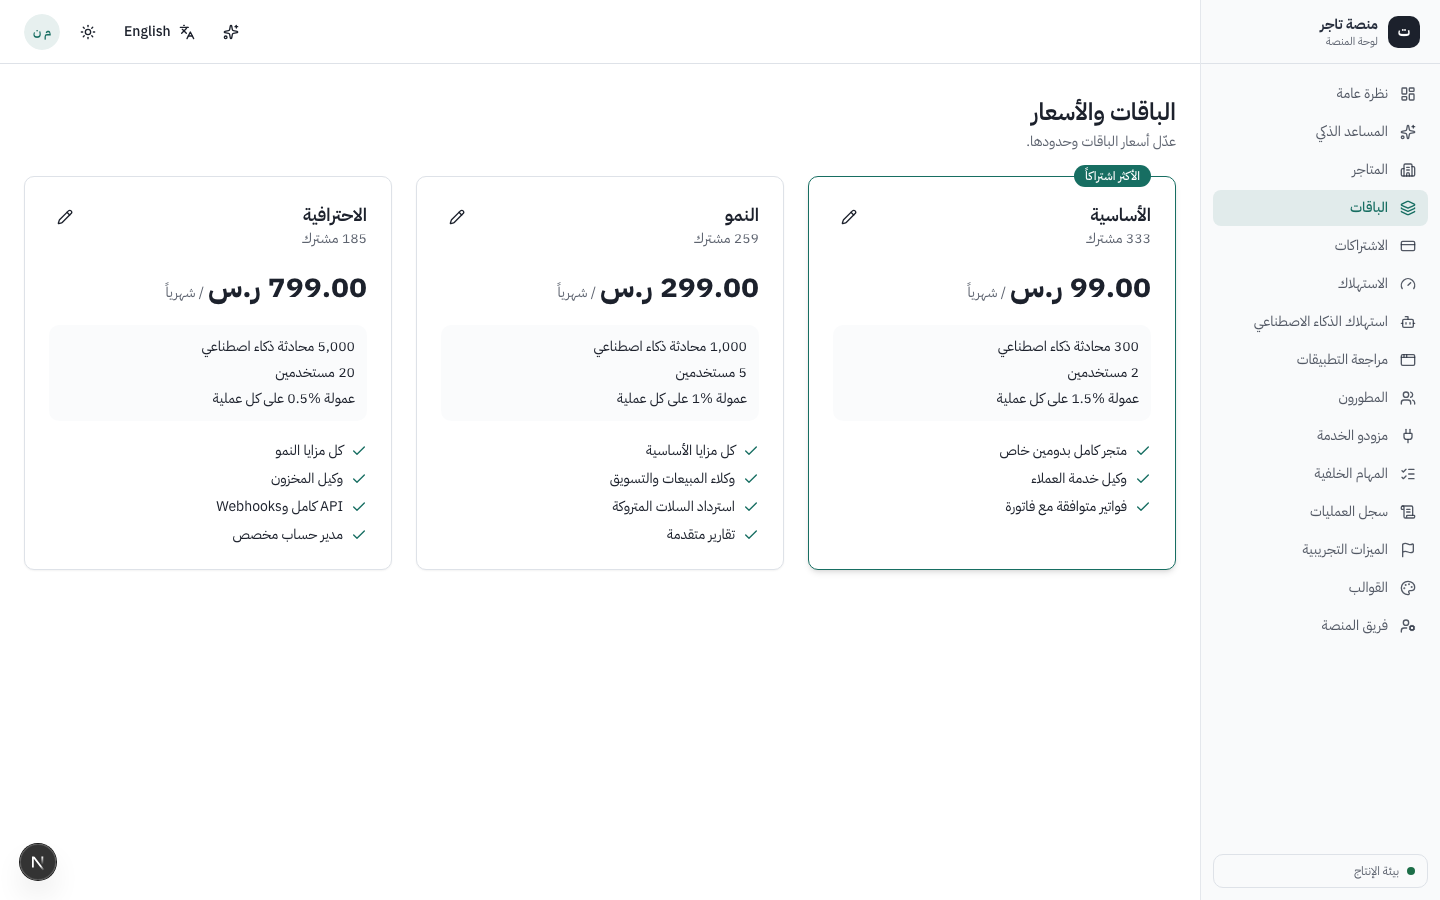 ت
منصة تاجر
لوحة المنصة
نظرة عامة
المساعد الذكي
المتاجر
الباقات
الاشتراكات
الاستهلاك
استهلاك الذكاء الاصطناعي
مراجعة التطبيقات
المطورون
مزودو الخدمة
المهام الخلفية
سجل العمليات
الميزات التجريبية
القوالب
فريق المنصة
بيئة الإنتاج
English
م ن
الباقات والأسعار
عدّل أسعار الباقات وحدودها.
الأكثر اشتراكاً
الأساسية
333 مشترك
99.00 ر.س / شهرياً
300 محادثة ذكاء اصطناعي
2 مستخدمين
عمولة 1.5% على كل عملية
متجر كامل بدومين خاص
وكيل خدمة العملاء
فواتير متوافقة مع فاتورة
النمو
259 مشترك
299.00 ر.س / شهرياً
1,000 محادثة ذكاء اصطناعي
5 مستخدمين
عمولة 1% على كل عملية
كل مزايا الأساسية
وكلاء المبيعات والتسويق
استرداد السلات المتروكة
تقارير متقدمة
الاحترافية
185 مشترك
799.00 ر.س / شهرياً
5,000 محادثة ذكاء اصطناعي
20 مستخدمين
عمولة 0.5% على كل عملية
كل مزايا النمو
وكيل المخزون
API كامل وWebhooks
مدير حساب مخصص
N